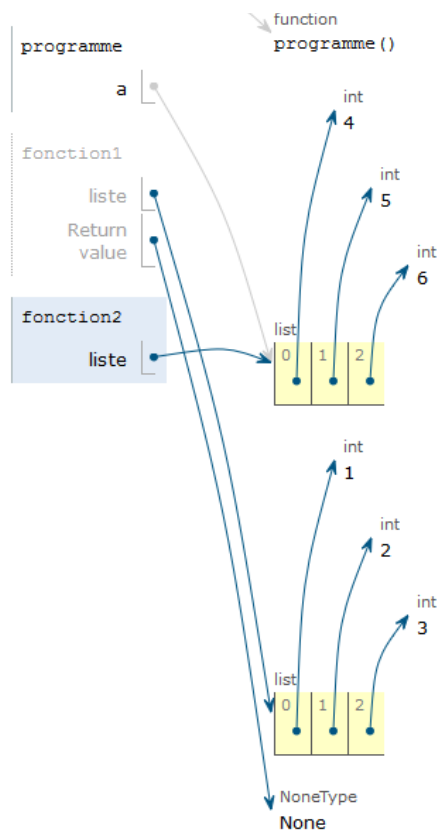 function
programme()
programme
a
int
4
fonction1
int
5
liste
Return
value
int
6
fonction2
list
liste
0 1 2
int
1
int
2
int
3
list
0 1 2
NoneType
None